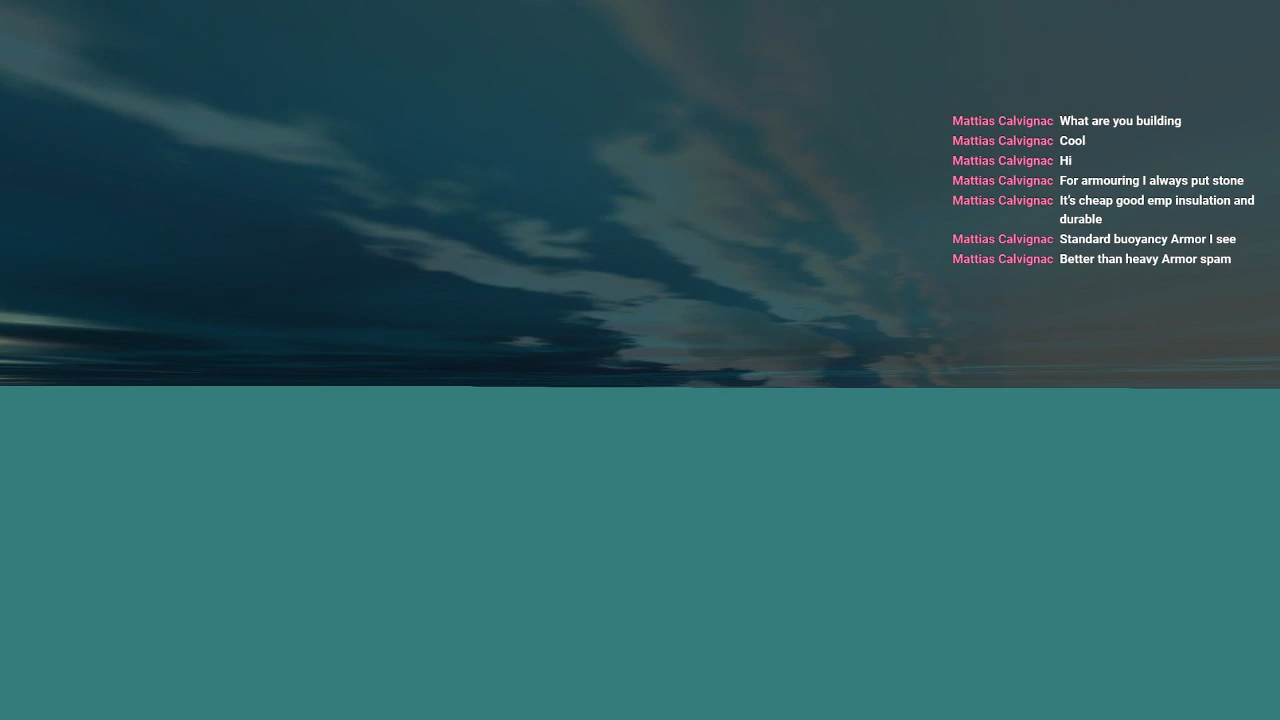 Mattias Calvignac What are you building
Mattias Calvignac Cool
Mattias Calvignac Hi
Mattias Calvignac For armouring I always put stone
Mattias Calvignac It's cheap good emp insulation and
durable
Mattias Calvignac Standard buoyancy Armor I see
Mattias Calvignac Better than heavy Armor spam